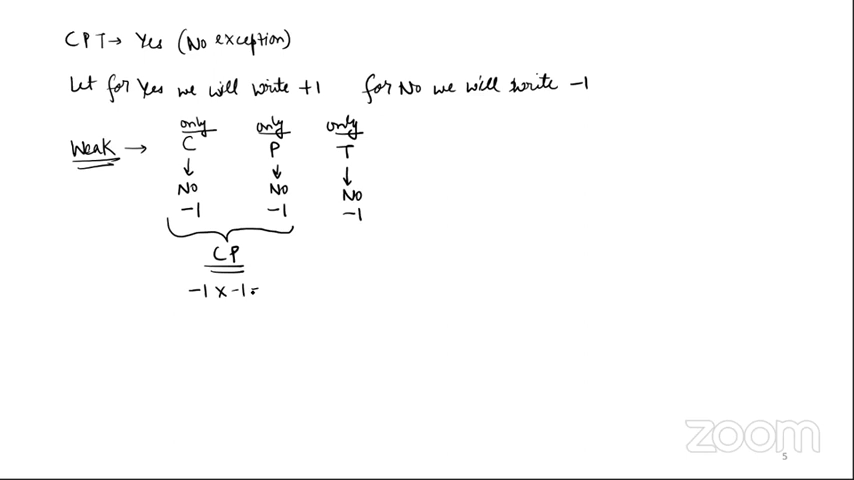 CPT→ Yes (No exception)
Let for Yes we will write +1 for No we will write -1
only only only
Weak → C P T
↓ ↓ ↓
No No No
-1 -1 -1
CP
-1 x -1=
zoom
5